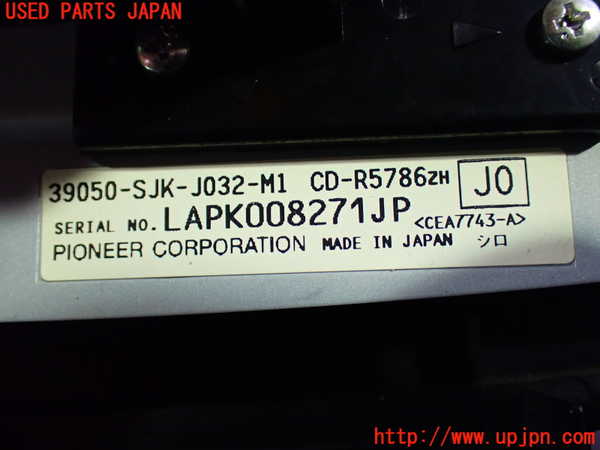 USED PARTS JAPAN
39050-SJK-J032-M1 CD-R5786ZH J0
SERIAL NO. LAPK008271JP <CEA7743-A>
PIONEER CORPORATION MADE IN JAPAN シロ
http://www.upjpn.com/